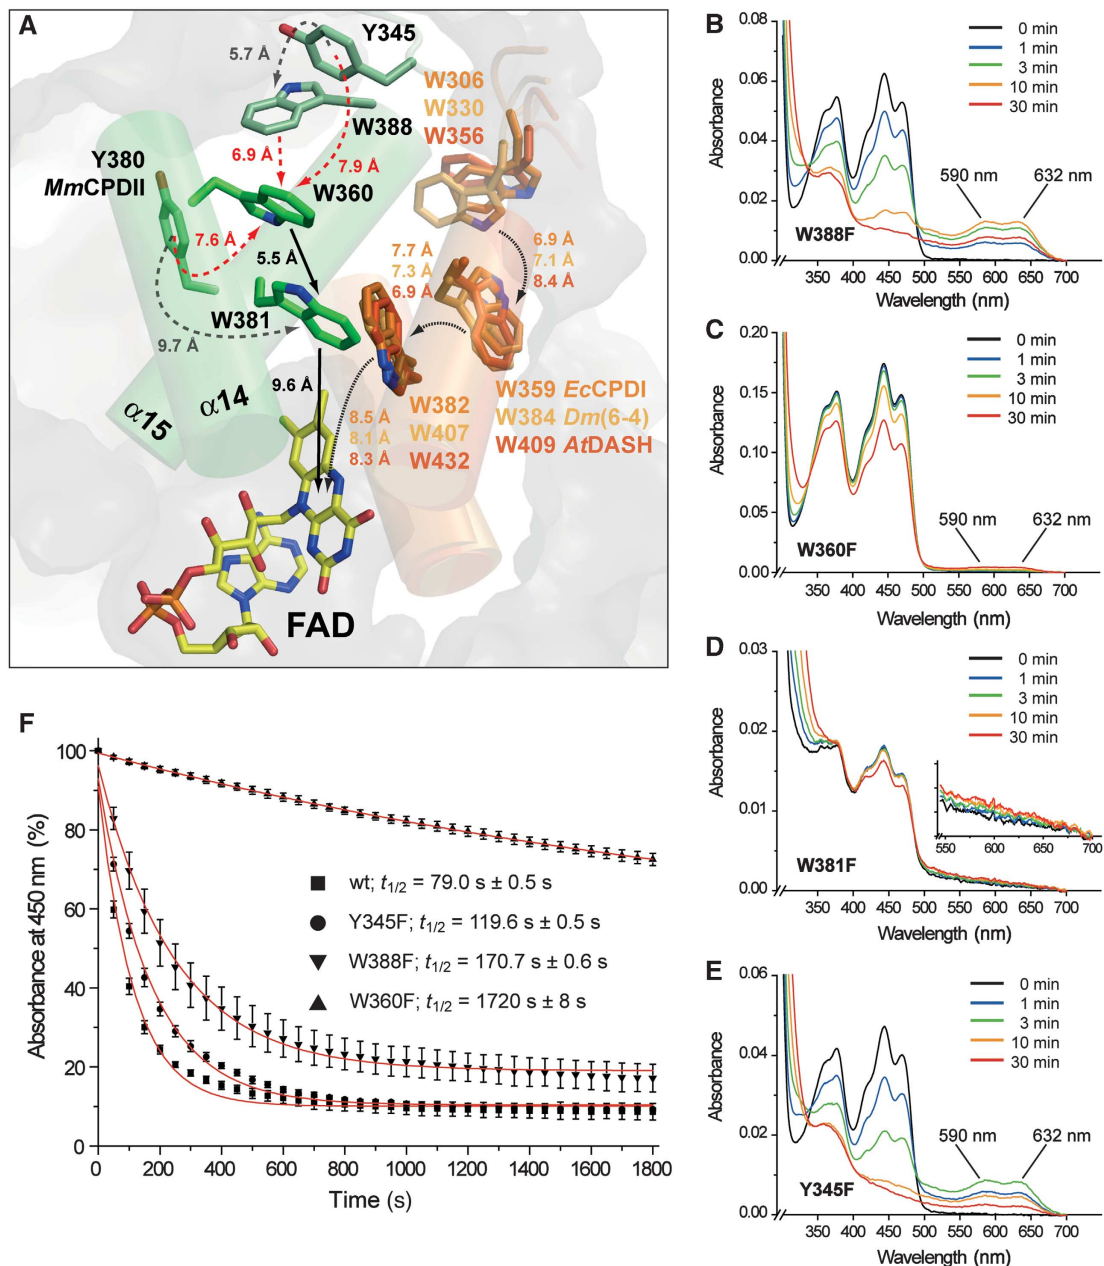 A
Y345
5.7 Å
W388
6.9 Å
7.9 Å
Y380
MmCPDII
W360
7.6 Å
5.5 Å
W381
9.7 Å
9.6 Å
α14
α15
W306
W330
W356
7.7 Å
7.3 Å
6.9 Å
6.9 Å
7.1 Å
8.4 Å
W382
W407
W432
8.5 Å
8.1 Å
8.3 Å
W359 EcCPDI
W384 Dm(6-4)
W409 AtDASH
FAD
B
Absorbance
0.08
0.06
0.04
0.02
0.00
0 min
1 min
3 min
10 min
30 min
590 nm
632 nm
W388F
350 400 450 500 550 600 650 700
Wavelength (nm)
C
Absorbance
0.20
0.15
0.10
0.05
0.00
0 min
1 min
3 min
10 min
30 min
590 nm
632 nm
W360F
350 400 450 500 550 600 650 700
Wavelength (nm)
D
Absorbance
0.03
0.02
0.01
0.00
0 min
1 min
3 min
10 min
30 min
550 600 650 700
W381F
350 400 450 500 550 600 650 700
Wavelength (nm)
E
Absorbance
0.06
0.04
0.02
0.00
0 min
1 min
3 min
10 min
30 min
590 nm
632 nm
Y345F
350 400 450 500 550 600 650 700
Wavelength (nm)
F
Absorbance at 450 nm (%)
100
80
60
40
20
0
wt; t1/2 = 79.0 s ± 0.5 s
Y345F; t1/2 = 119.6 s ± 0.5 s
W388F; t1/2 = 170.7 s ± 0.6 s
W360F; t1/2 = 1720 s ± 8 s
0 200 400 600 800 1000 1200 1400 1600 1800
Time (s)